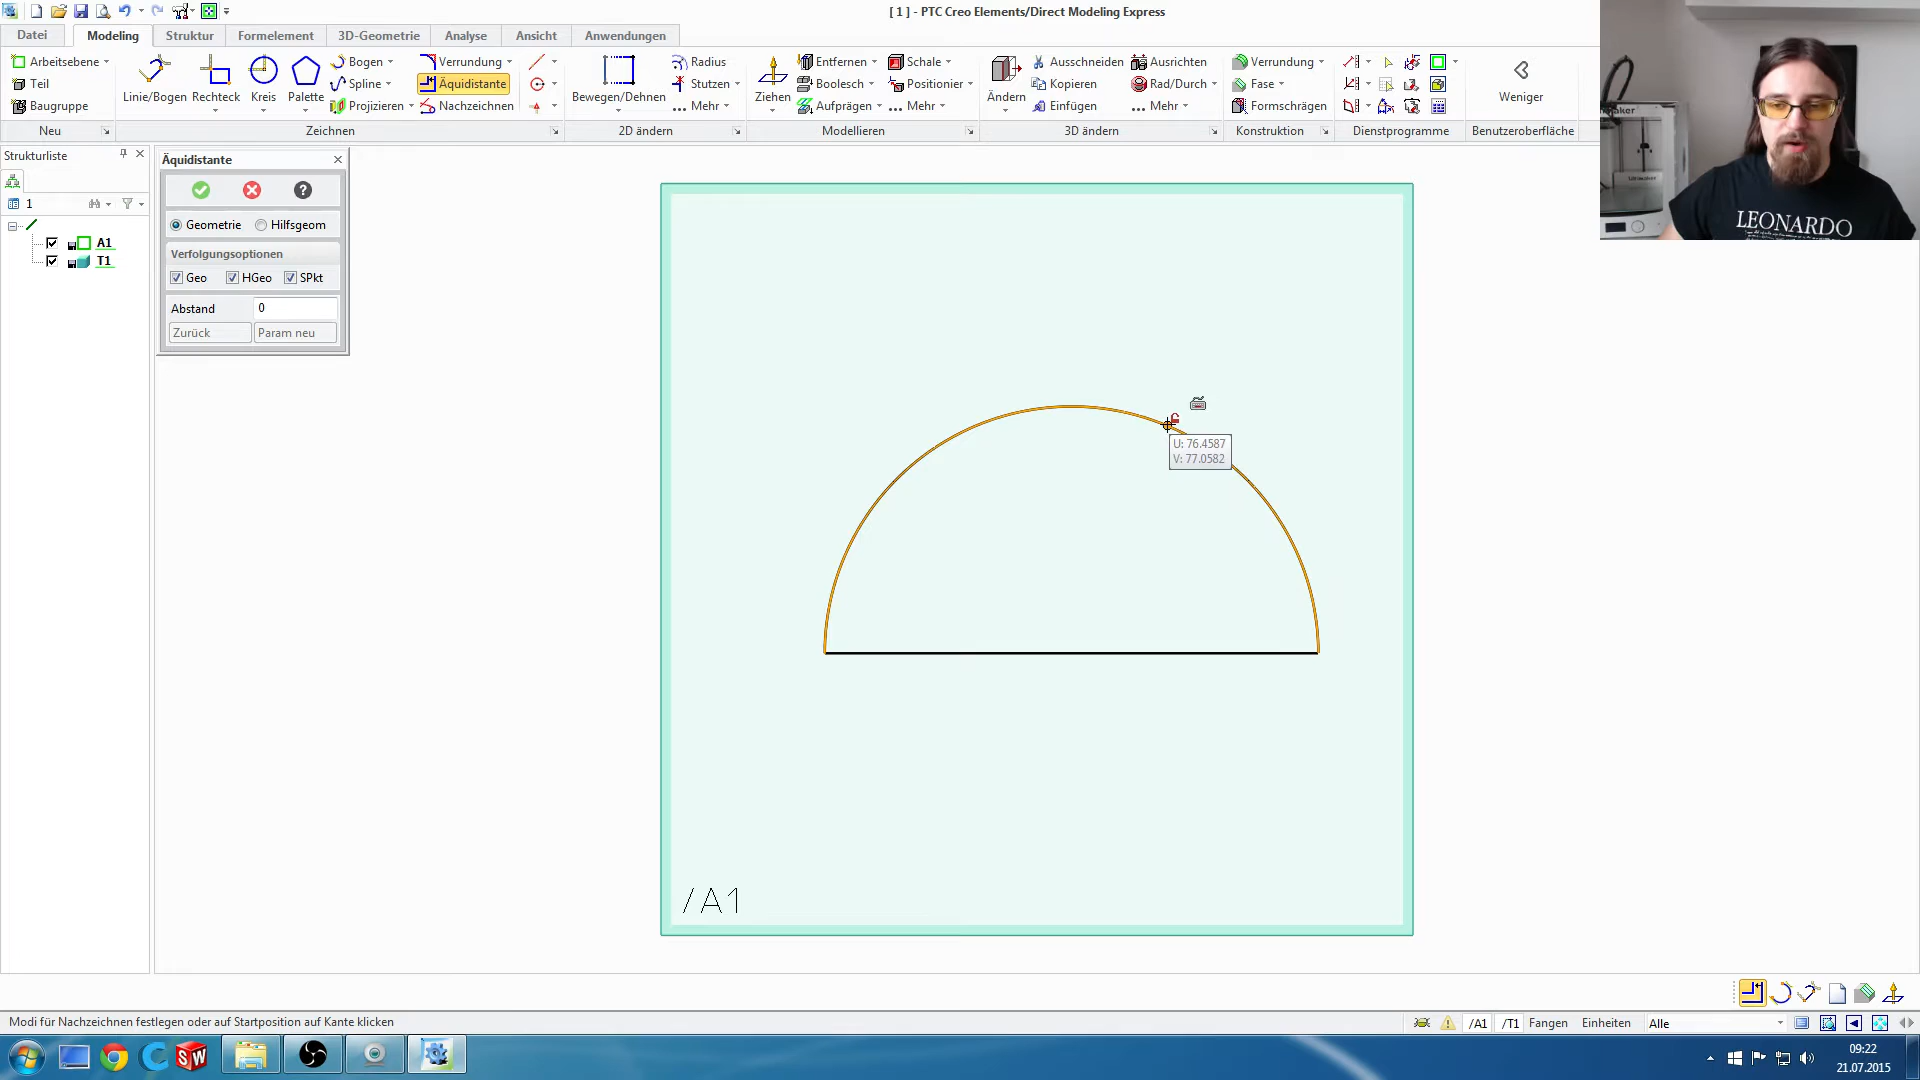 [ 1 ] - PTC Creo Elements/Direct Modeling Express
Datei Modeling Struktur Formelement 3D-Geometrie Analyse Ansicht Anwendungen
Arbeitsebene
Teil
Baugruppe
Neu
Linie/Bogen Rechteck Kreis Palette
Bogen
Spline
Projizieren
Verrundung
Äquidistante
Nachzeichnen
Zeichnen
Bewegen/Dehnen
Radius
Stutzen
Mehr
2D ändern
Ziehen
Entfernen
Boolesch
Aufprägen
Schale
Positionier
Mehr
Modellieren
Ändern
Ausschneiden
Kopieren
Einfügen
Ausrichten
Rad/Durch
Mehr
3D ändern
Verrundung
Fase
Formschrägen
Konstruktion
Dienstprogramme
Weniger
Benutzeroberfläche
Strukturliste
1
A1
T1
Äquidistante
Geometrie Hilfsgeom
Verfolgungsoptionen
Geo HGeo SPkt
Abstand 0
Zurück Param neu
U: 76.4587
V: 77.0582
/A1
LEONARDO
Modi für Nachzeichnen festlegen oder auf Startposition auf Kante klicken
/A1 /T1 Fangen Einheiten Alle
SW
09:22
21.07.2015